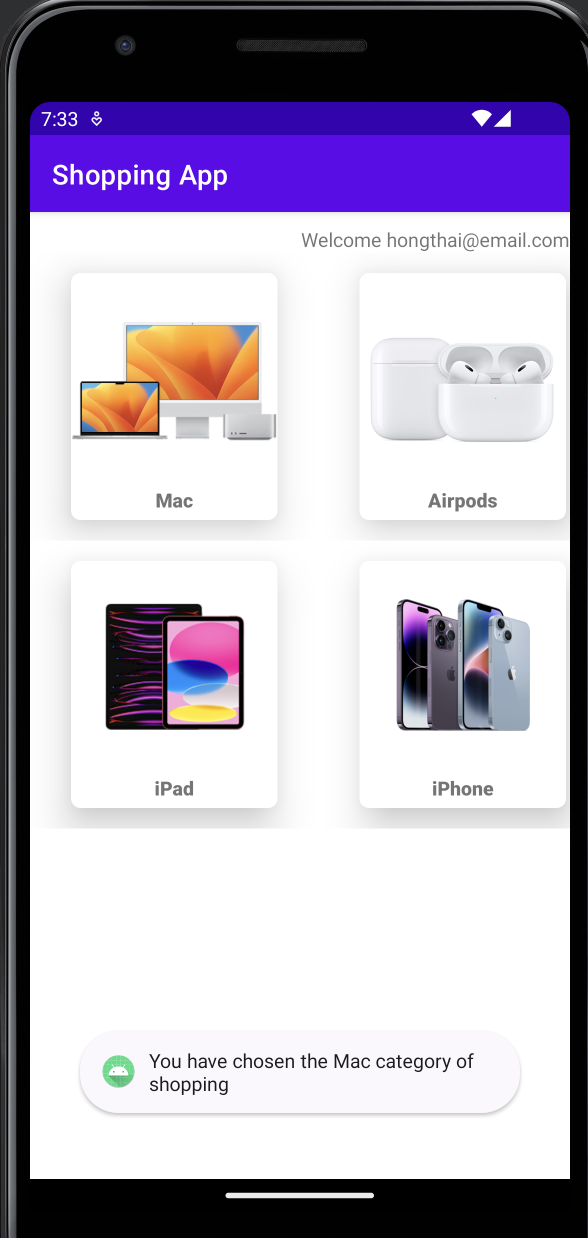 7:33
Shopping App
Welcome hongthai@email.com
Mac
Airpods
iPad
iPhone
You have chosen the Mac category of
shopping